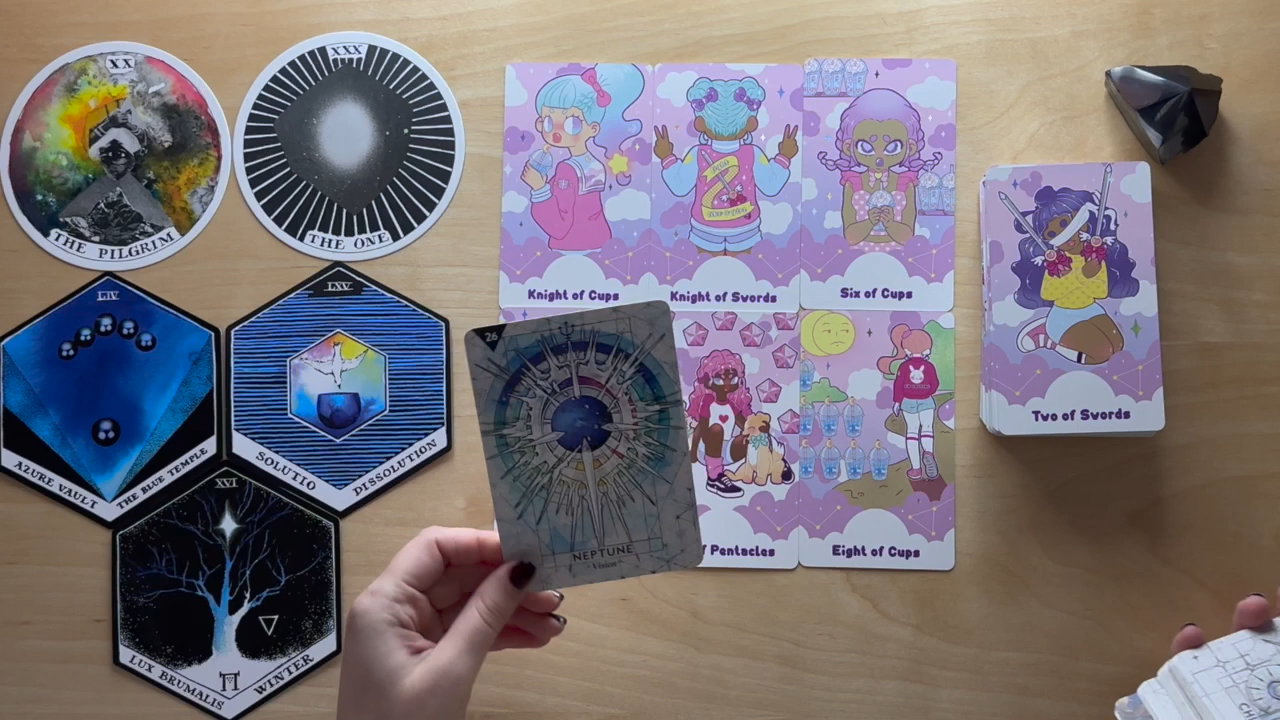 XX
THE PILGRIM
XXX
THE ONE
LIV
AZURE VAULT
THE BLUE TEMPLE
LXV
SOLUTIO
DISSOLUTION
XVI
LUX BRUMALIS
WINTER
Knight of Cups
Knight of Swords
Six of Cups
26
NEPTUNE
Vision
f Pentacles
Eight of Cups
Two of Swords